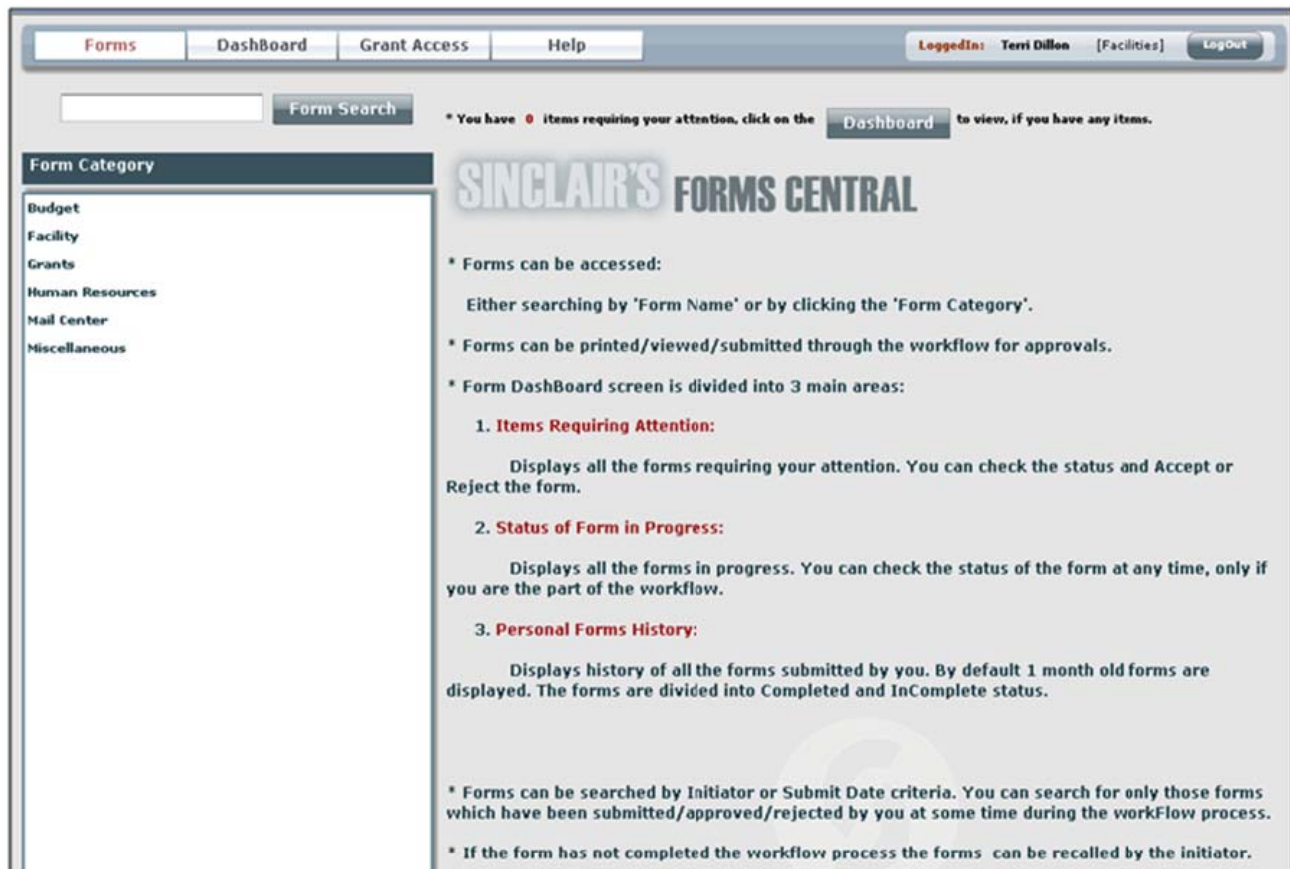 Forms DashBoard Grant Access Help LoggedIn: Terri Dillon [Facilities] LogOut
Form Search * You have 0 items requiring your attention, click on the Dashboard to view, if you have any items.
Form Category
Budget
Facility
Grants
Human Resources
Mail Center
Miscellaneous
SINCLAIR'S FORMS CENTRAL
* Forms can be accessed:
Either searching by 'Form Name' or by clicking the 'Form Category'.
* Forms can be printed/viewed/submitted through the workflow for approvals.
* Form DashBoard screen is divided into 3 main areas:
1. Items Requiring Attention:
Displays all the forms requiring your attention. You can check the status and Accept or
Reject the form.
2. Status of Form in Progress:
Displays all the forms in progress. You can check the status of the form at any time, only if
you are the part of the workflow.
3. Personal Forms History:
Displays history of all the forms submitted by you. By default 1 month old forms are
displayed. The forms are divided into Completed and InComplete status.
* Forms can be searched by Initiator or Submit Date criteria. You can search for only those forms
which have been submitted/approved/rejected by you at some time during the workFlow process.
* If the form has not completed the workflow process the forms can be recalled by the initiator.